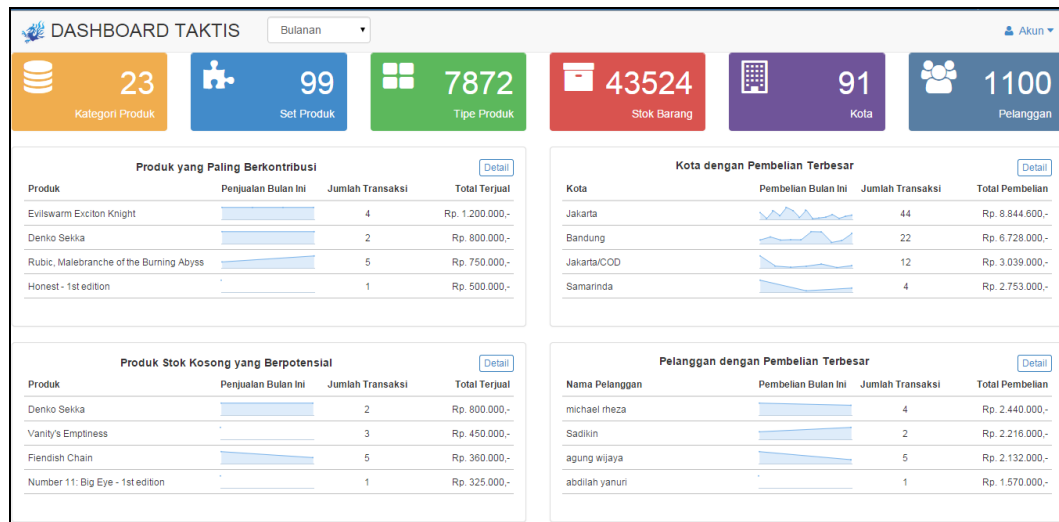 DASHBOARD TAKTIS Bulanan Akun
23 99 7872 43524 91 1100
Kategori Produk Set Produk Tipe Produk Stok Barang Kota Pelanggan
Produk yang Paling Berkontribusi Detail
Produk Penjualan Bulan Ini Jumlah Transaksi Total Terjual
Evilswarm Exciton Knight 4 Rp. 1.200.000,-
Denko Sekka 2 Rp. 800.000,-
Rubic, Malebranche of the Burning Abyss 5 Rp. 750.000,-
Honest - 1st edition 1 Rp. 500.000,-
Kota dengan Pembelian Terbesar Detail
Kota Pembelian Bulan Ini Jumlah Transaksi Total Pembelian
Jakarta 44 Rp. 8.844.600,-
Bandung 22 Rp. 6.728.000,-
Jakarta/COD 12 Rp. 3.039.000,-
Samarinda 4 Rp. 2.753.000,-
Produk Stok Kosong yang Berpotensial Detail
Produk Penjualan Bulan Ini Jumlah Transaksi Total Terjual
Denko Sekka 2 Rp. 800.000,-
Vanity's Emptiness 3 Rp. 450.000,-
Fiendish Chain 5 Rp. 360.000,-
Number 11: Big Eye - 1st edition 1 Rp. 325.000,-
Pelanggan dengan Pembelian Terbesar Detail
Nama Pelanggan Pembelian Bulan Ini Jumlah Transaksi Total Pembelian
michael rheza 4 Rp. 2.440.000,-
Sadikin 2 Rp. 2.216.000,-
agung wijaya 5 Rp. 2.132.000,-
abdilah yanuri 1 Rp. 1.570.000,-